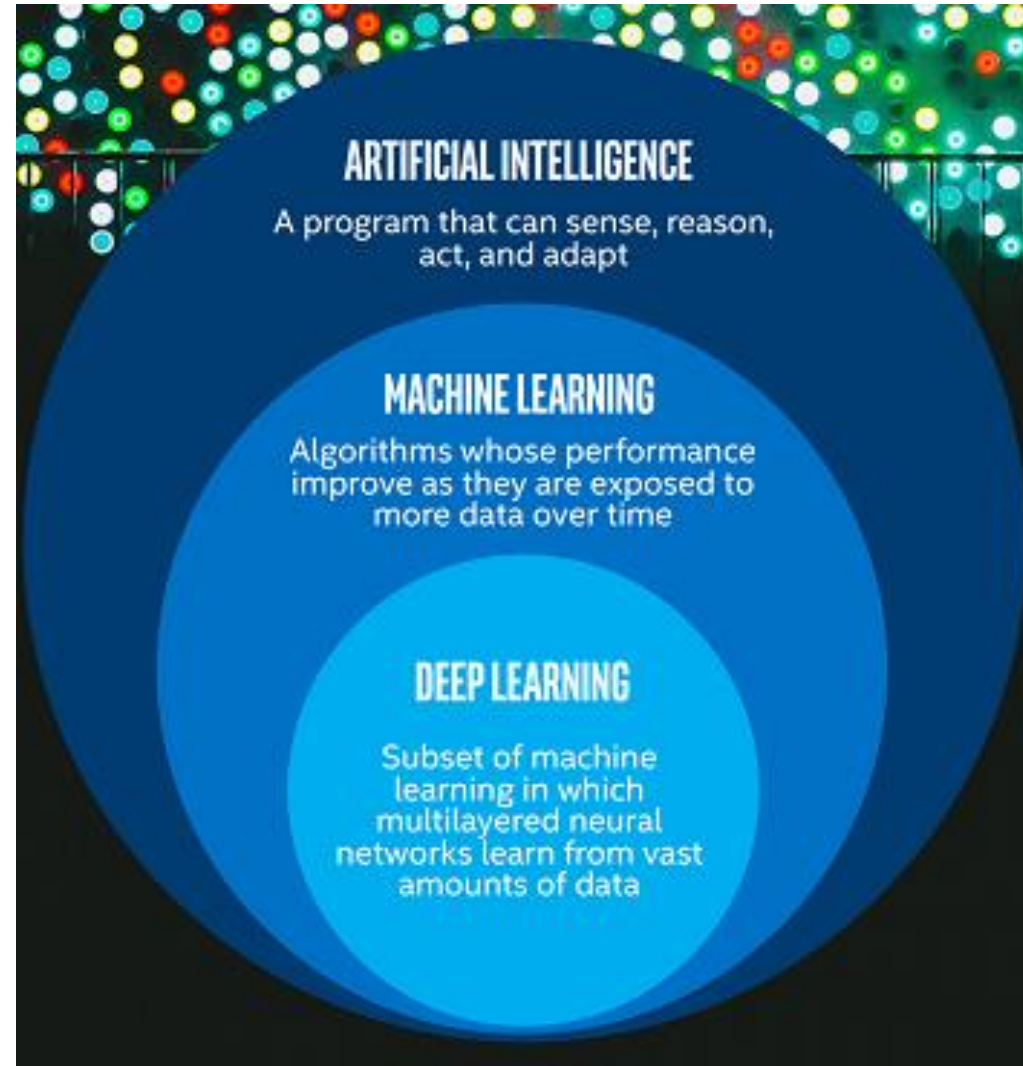 ARTIFICIAL INTELLIGENCE
A program that can sense, reason,
act, and adapt
MACHINE LEARNING
Algorithms whose performance
improve as they are exposed to
more data over time
DEEP LEARNING
Subset of machine
learning in which
multilayered neural
networks learn from vast
amounts of data